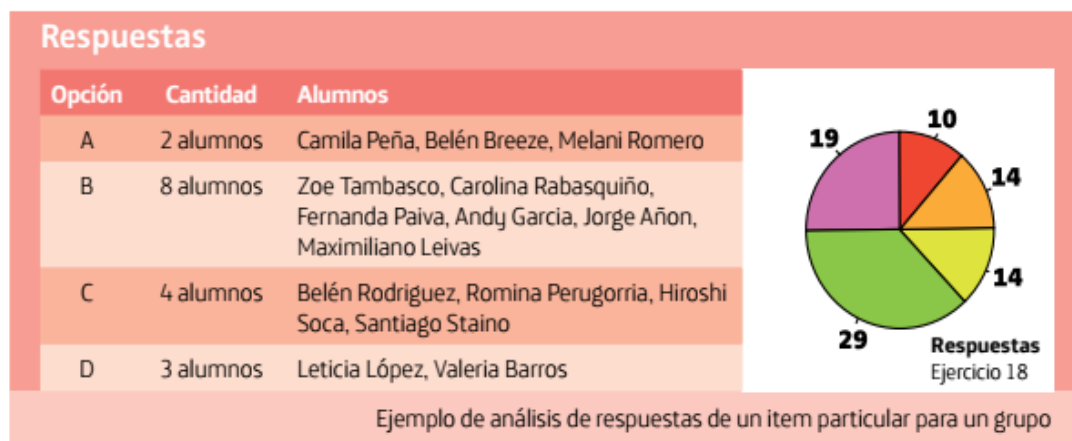 Respuestas
Opción Cantidad Alumnos
A 2 alumnos Camila Peña, Belén Breeze, Melani Romero
B 8 alumnos Zoe Tambasco, Carolina Rabasquiño,
Fernanda Paiva, Andy Garcia, Jorge Añon,
Maximiliano Leivas
C 4 alumnos Belén Rodriguez, Romina Perugorria, Hiroshi
Soca, Santiago Staino
D 3 alumnos Leticia López, Valeria Barros
19
10
14
14
29
Respuestas
Ejercicio 18
Ejemplo de análisis de respuestas de un item particular para un grupo